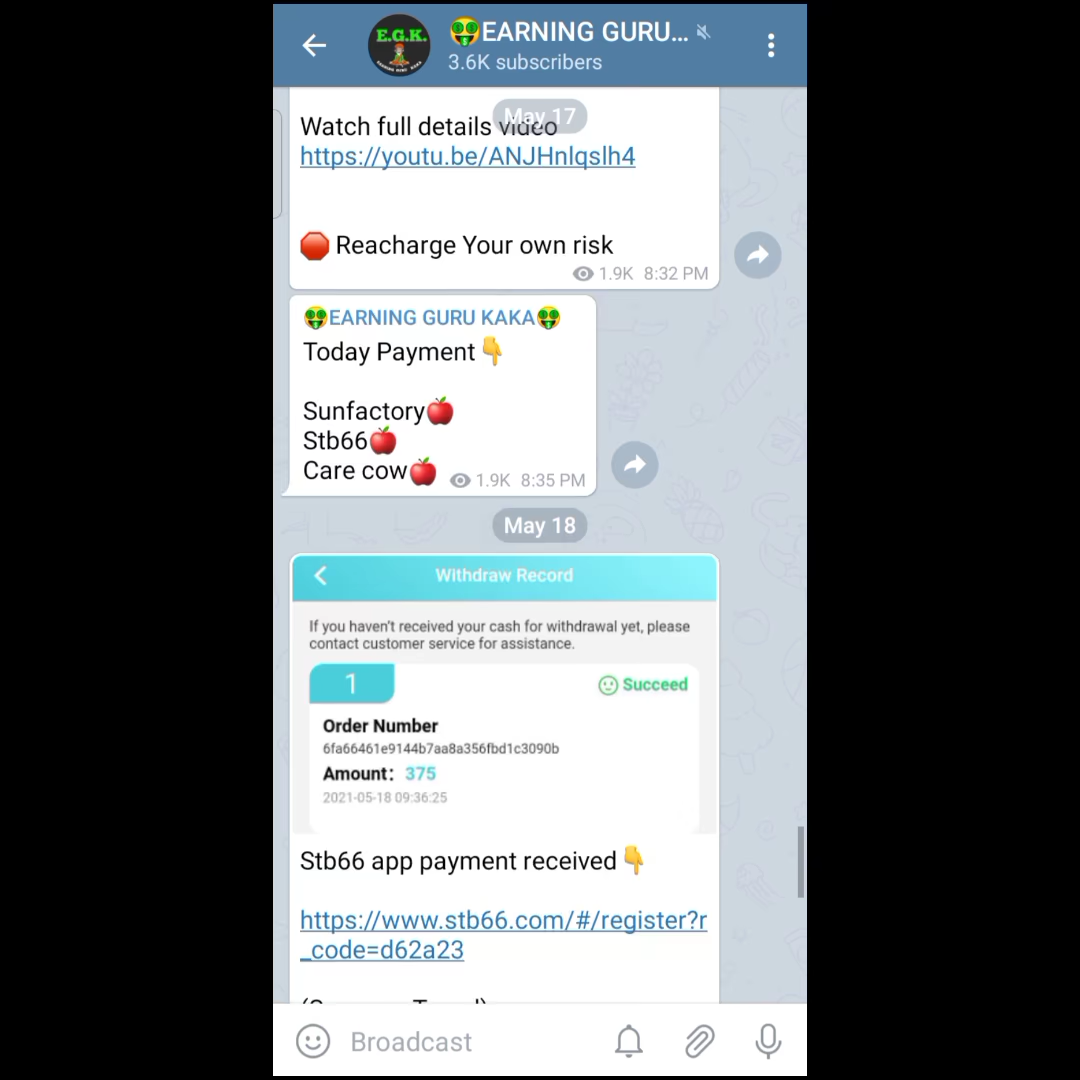 E.G.K.
EARNING GURU KAKA
🤑EARNING GURU...
3.6K subscribers
May 17
Watch full details video
https://youtu.be/ANJHnlqslh4
🛑 Reacharge Your own risk
1.9K 8:32 PM
🤑EARNING GURU KAKA🤑
Today Payment👇
Sunfactory🍎
Stb66🍎
Care cow🍎
1.9K 8:35 PM
May 18
Withdraw Record
If you haven't received your cash for withdrawal yet, please
contact customer service for assistance.
1
Succeed
Order Number
6fa66461e9144b7aa8a356fbd1c3090b
Amount: 375
2021-05-18 09:36:25
Stb66 app payment received👇
https://www.stb66.com/#/register?r
_code=d62a23
Broadcast